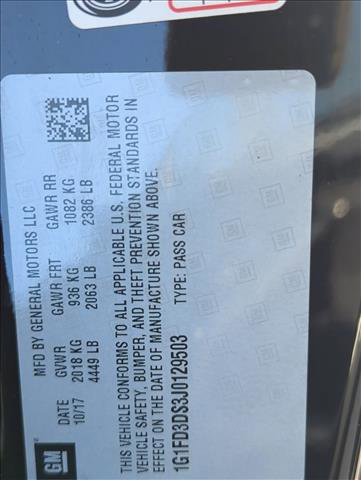 GM
MFD BY GENERAL MOTORS LLC
DATE GVWR GAWR FRT GAWR RR
10/17 2018 KG 936 KG 1082 KG
4449 LB 2063 LB 2386 LB
THIS VEHICLE CONFORMS TO ALL APPLICABLE U.S. FEDERAL MOTOR
VEHICLE SAFETY, BUMPER, AND THEFT PREVENTION STANDARDS IN
EFFECT ON THE DATE OF MANUFACTURE SHOWN ABOVE.
1G1FD3DS3J0129503 TYPE: PASS CAR